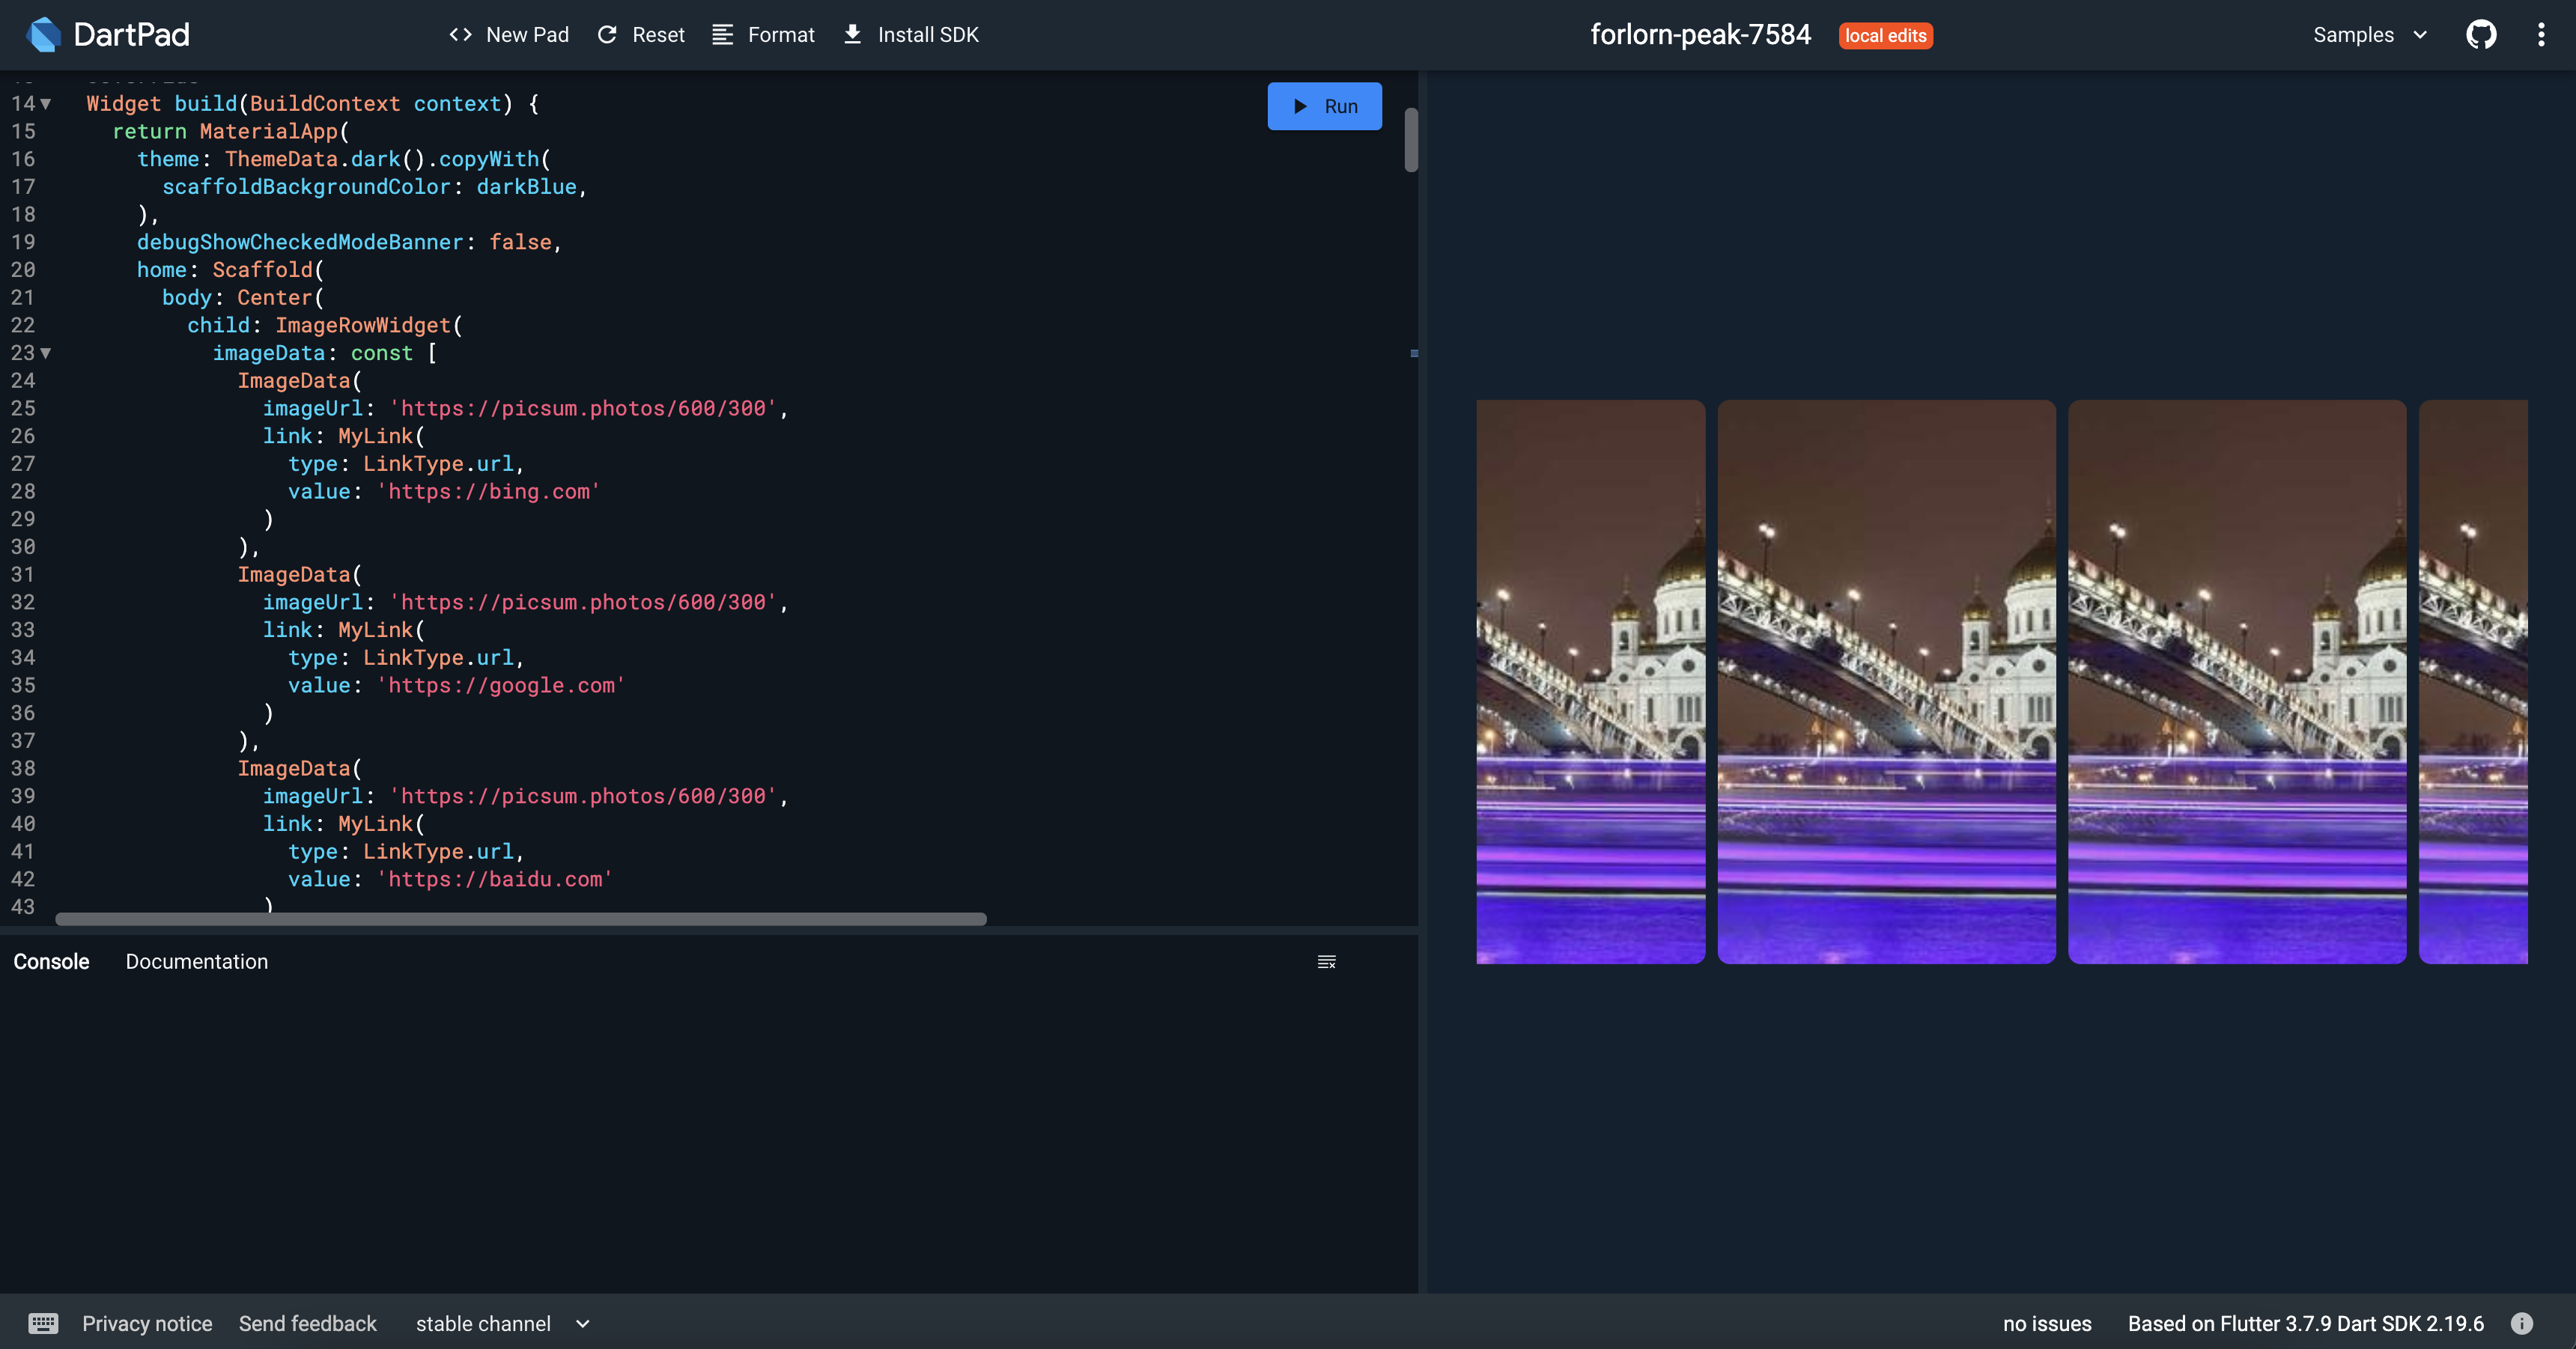 DartPad
<> New Pad Reset Format Install SDK
forlorn-peak-7584 local edits
Samples
14 Widget build(BuildContext context) {
15 return MaterialApp(
16 theme: ThemeData.dark().copyWith(
17 scaffoldBackgroundColor: darkBlue,
18 ),
19 debugShowCheckedModeBanner: false,
20 home: Scaffold(
21 body: Center(
22 child: ImageRowWidget(
23 imageData: const [
24 ImageData(
25 imageUrl: 'https://picsum.photos/600/300',
26 link: MyLink(
27 type: LinkType.url,
28 value: 'https://bing.com'
29 )
30 ),
31 ImageData(
32 imageUrl: 'https://picsum.photos/600/300',
33 link: MyLink(
34 type: LinkType.url,
35 value: 'https://google.com'
36 )
37 ),
38 ImageData(
39 imageUrl: 'https://picsum.photos/600/300',
40 link: MyLink(
41 type: LinkType.url,
42 value: 'https://baidu.com'
43 )
Run
Console Documentation
Privacy notice Send feedback stable channel
no issues Based on Flutter 3.7.9 Dart SDK 2.19.6